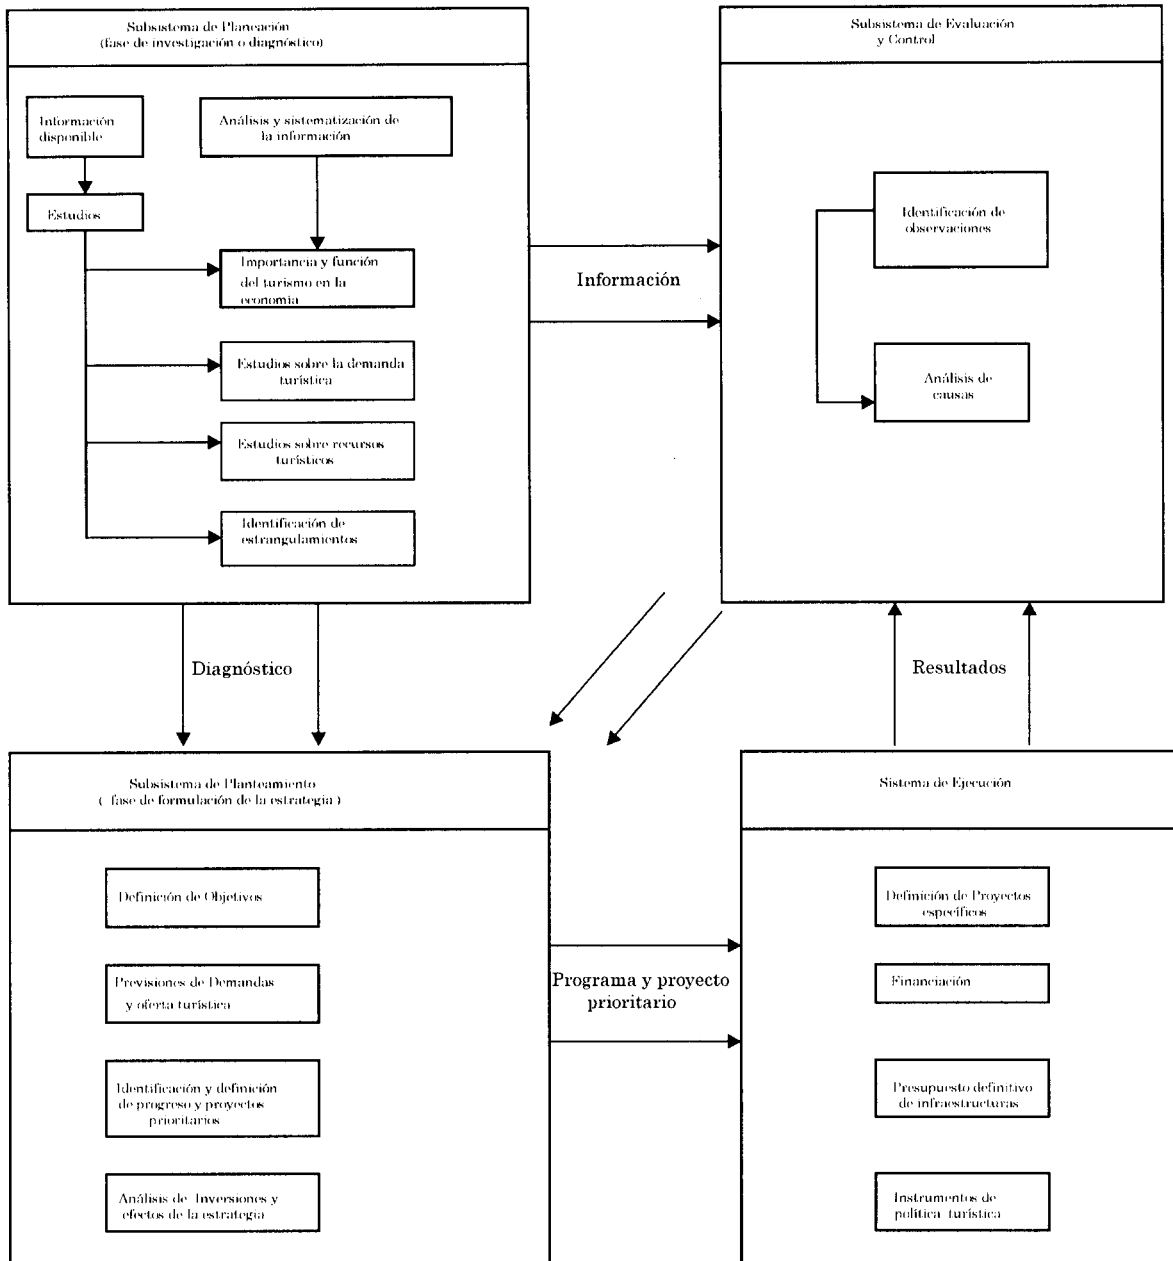 Subsistema de Planeación
(fase de investigación o diagnóstico)
Información
disponible
Análisis y sistematización de
la información
Estudios
Importancia y función
del turismo en la
economía
Estudios sobre la demanda
turística
Estudios sobre recursos
turísticos
Identificación de
estrangulamientos
Información
Subsistema de Evaluación
y Control
Identificación de
observaciones
Análisis de
causas
Diagnóstico
Resultados
Subsistema de Planteamiento
( fase de formulación de la estrategia )
Definición de Objetivos
Previsiones de Demandas
y oferta turística
Identificación y definición
de progreso y proyectos
prioritarios
Análisis de Inversiones y
efectos de la estrategia
Programa y proyecto
prioritario
Sistema de Ejecución
Definición de Proyectos
específicos
Financiación
Presupuesto definitivo
de infraestructuras
Instrumentos de
política turística